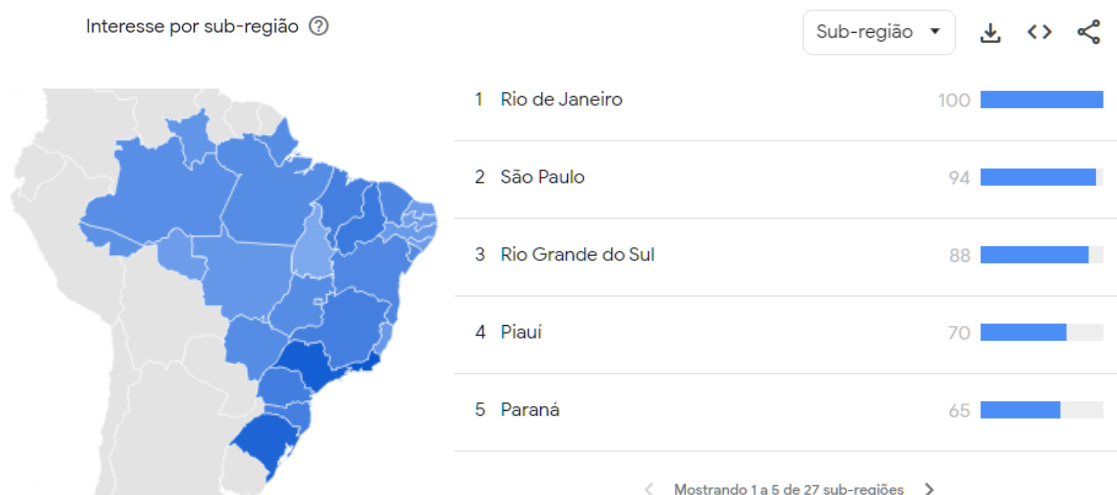 Interesse por sub-região
Sub-região
1 Rio de Janeiro 100
2 São Paulo 94
3 Rio Grande do Sul 88
4 Piauí 70
5 Paraná 65
Mostrando 1 a 5 de 27 sub-regiões